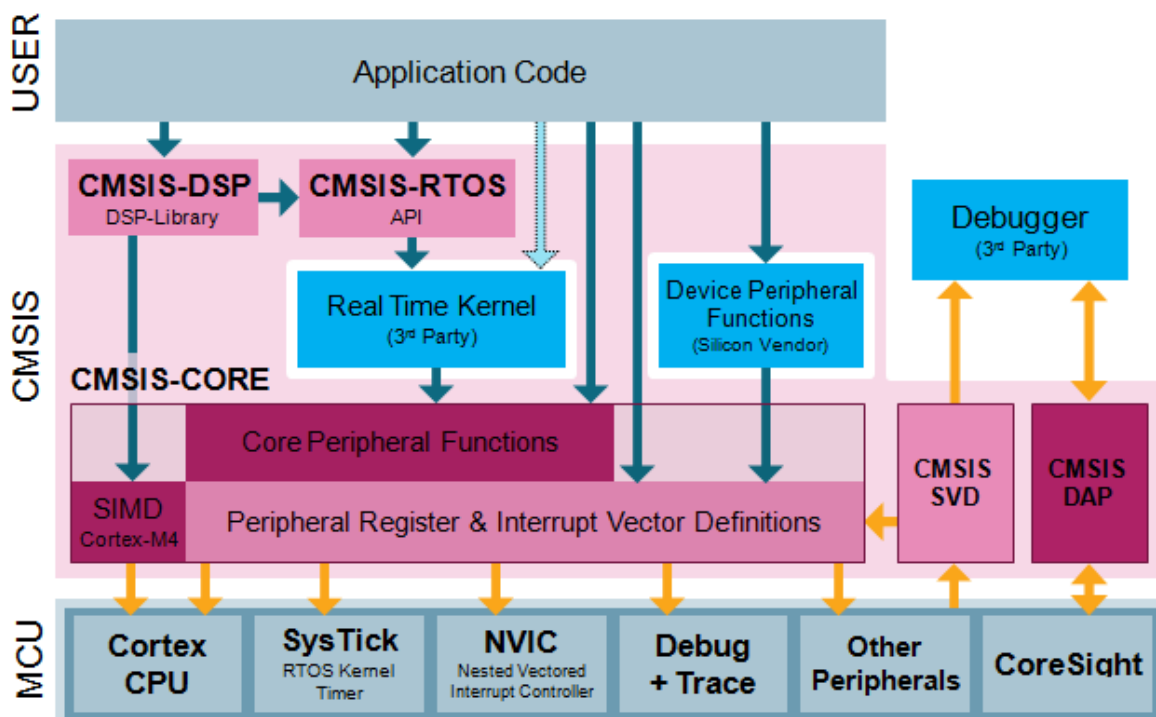 USER
Application Code
CMSIS
CMSIS-DSP
DSP-Library
CMSIS-RTOS
API
Real Time Kernel
(3rd Party)
Device Peripheral
Functions
(Silicon Vendor)
Debugger
(3rd Party)
CMSIS-CORE
Core Peripheral Functions
SIMD
Cortex-M4
Peripheral Register & Interrupt Vector Definitions
CMSIS
SVD
CMSIS
DAP
MCU
Cortex
CPU
SysTick
RTOS Kernel
Timer
NVIC
Nested Vectored
Interrupt Controller
Debug
+ Trace
Other
Peripherals
CoreSight